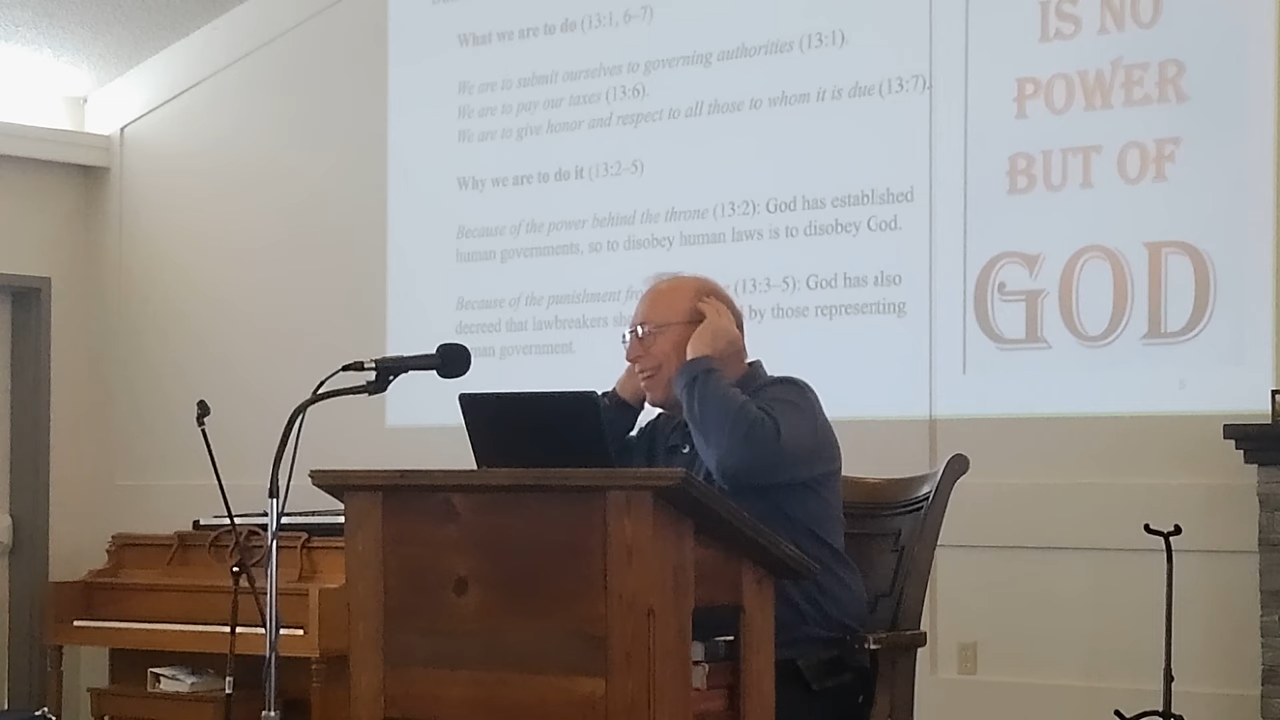 What we are to do (13:1, 6–7)
We are to submit ourselves to governing authorities (13:1).
We are to pay our taxes (13:6).
We are to give honor and respect to all those to whom it is due (13:7).
Why we are to do it (13:2–5)
Because of the power behind the throne (13:2): God has established
human governments, so to disobey human laws is to disobey God.
Because of the punishment (13:3–5): God has also
decreed that lawbreakers by those representing
government.
IS NO
POWER
BUT OF
GOD